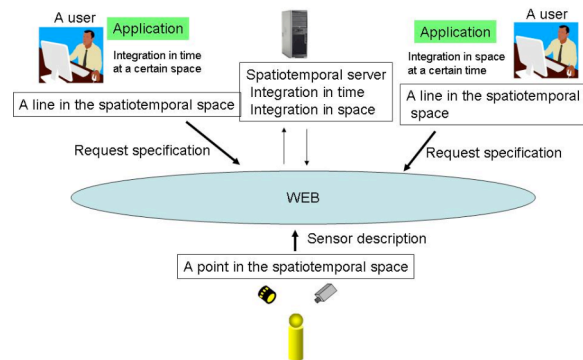 A user
Application
Integration in time
at a certain space
A line in the spatiotemporal space
Request specification
Spatiotemporal server
Integration in time
Integration in space
A user
Application
Integration in space
at a certain time
A line in the spatiotemporal
space
Request specification
WEB
Sensor description
A point in the spatiotemporal space